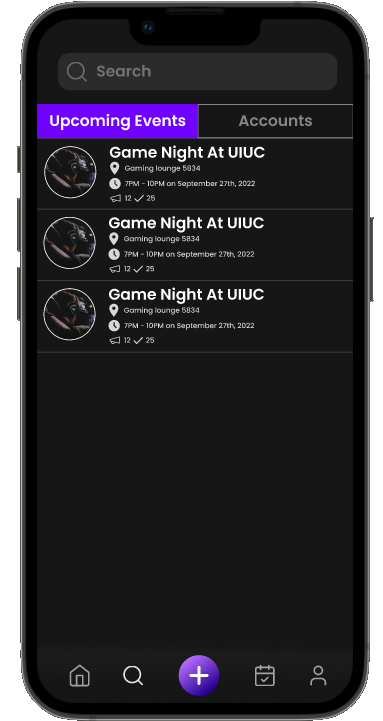 Search
Upcoming Events
Accounts
Game Night At UIUC
Gaming lounge 5834
7PM - 10PM on September 27th, 2022
12 25
Game Night At UIUC
Gaming lounge 5834
7PM - 10PM on September 27th, 2022
12 25
Game Night At UIUC
Gaming lounge 5834
7PM - 10PM on September 27th, 2022
12 25